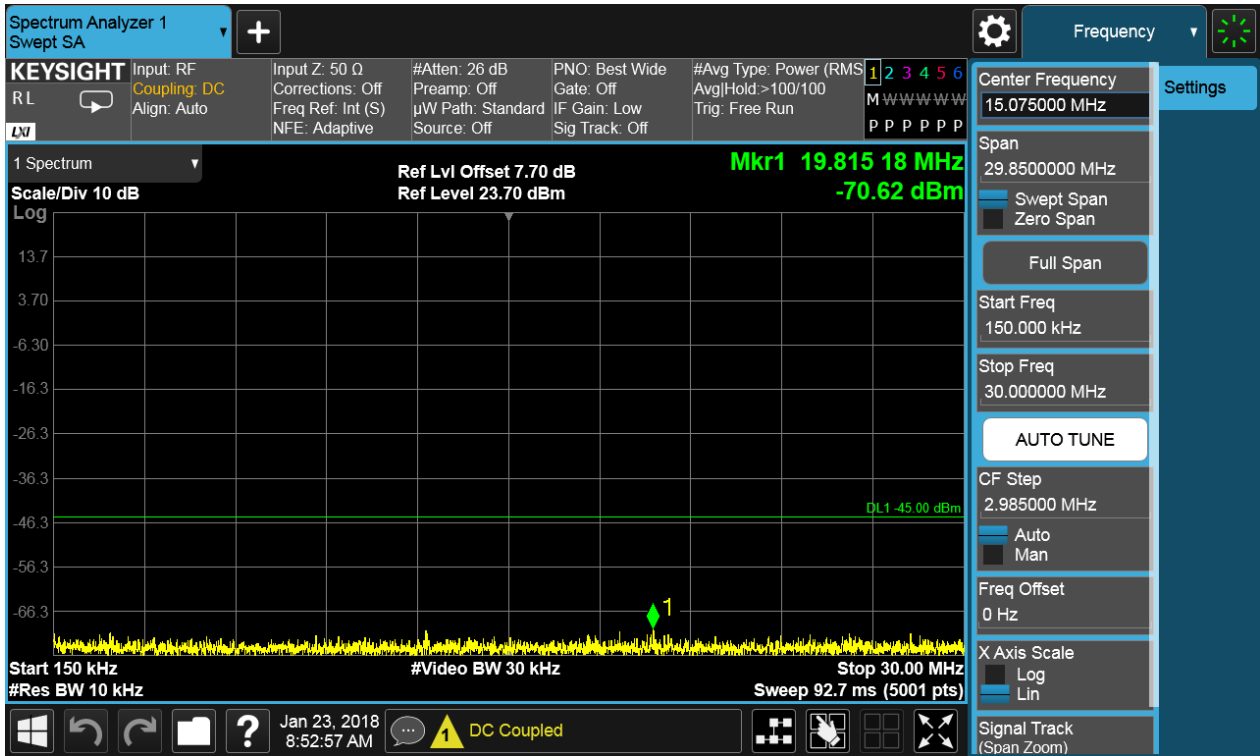 Spectrum Analyzer 1
Swept SA
+
Frequency
KEYSIGHT
RL
LXI
Input: RF
Coupling: DC
Align: Auto
Input Z: 50 Ω
Corrections: Off
Freq Ref: Int (S)
NFE: Adaptive
#Atten: 26 dB
Preamp: Off
µW Path: Standard
Source: Off
PNO: Best Wide
Gate: Off
IF Gain: Low
Sig Track: Off
#Avg Type: Power (RMS
Avg|Hold:>100/100
Trig: Free Run
1 2 3 4 5 6
M W W W W W
P P P P P P
1 Spectrum
Scale/Div 10 dB
Ref Lvl Offset 7.70 dB
Ref Level 23.70 dBm
Mkr1 19.815 18 MHz
-70.62 dBm
Log
13.7
3.70
-6.30
-16.3
-26.3
-36.3
-46.3
-56.3
-66.3
DL1 -45.00 dBm
1
Start 150 kHz
#Video BW 30 kHz
Stop 30.00 MHz
#Res BW 10 kHz
Sweep 92.7 ms (5001 pts)
Center Frequency
15.075000 MHz
Span
29.8500000 MHz
Swept Span
Zero Span
Full Span
Start Freq
150.000 kHz
Stop Freq
30.000000 MHz
AUTO TUNE
CF Step
2.985000 MHz
Auto
Man
Freq Offset
0 Hz
X Axis Scale
Log
Lin
Signal Track
(Span Zoom)
Settings
?
Jan 23, 2018
8:52:57 AM
1
DC Coupled